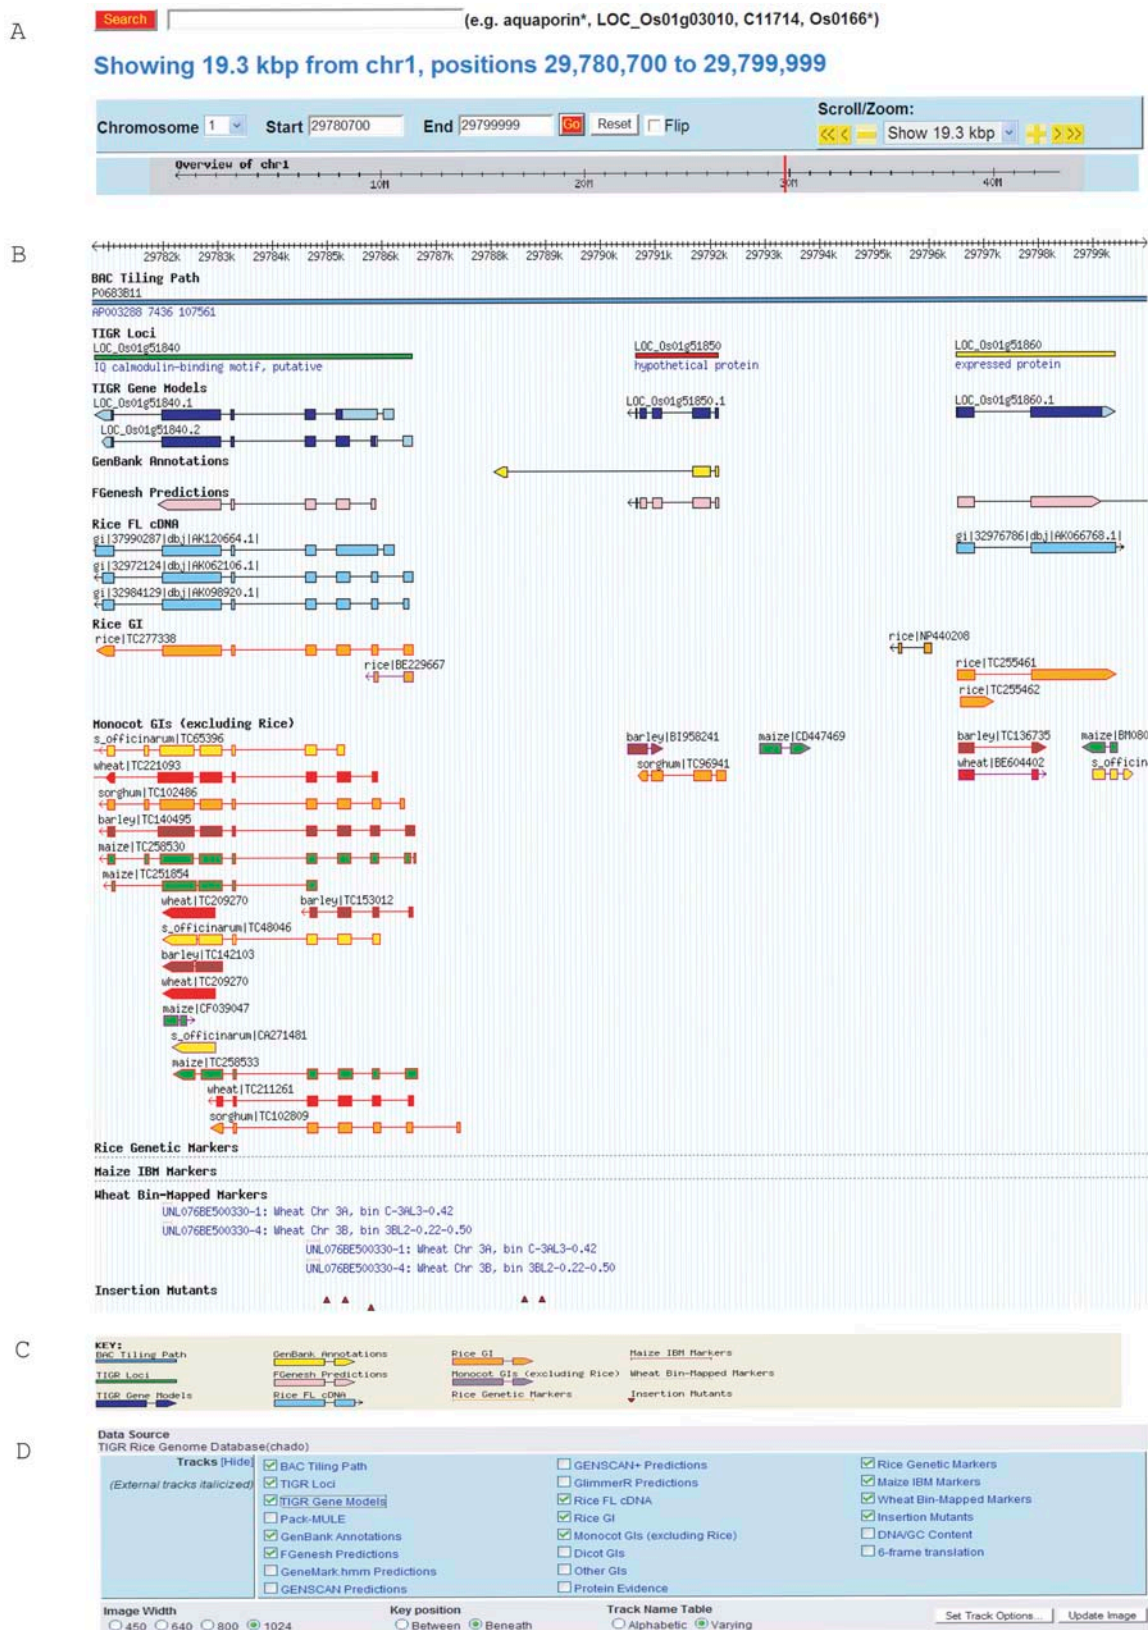 A
Search (e.g. aquaporin*, LOC_Os01g03010, C11714, Os0166*)
Showing 19.3 kbp from chr1, positions 29,780,700 to 29,799,999
Scroll/Zoom:
Chromosome 1 Start 29780700 End 29799999 Go Reset Flip << < Show 19.3 kbp > >>
Overview of chr1
10M 20M 30M 40M
B
29782k 29783k 29784k 29785k 29786k 29787k 29788k 29789k 29790k 29791k 29792k 29793k 29794k 29795k 29796k 29797k 29798k 29799k
BAC Tiling Path
P0683B11
AP003288 7436 107561
TIGR Loci
LOC_Os01g51840 LOC_Os01g51850 LOC_Os01g51860
IQ calmodulin-binding motif, putative hypothetical protein expressed protein
TIGR Gene Models
LOC_Os01g51840.1 LOC_Os01g51850.1 LOC_Os01g51860.1
LOC_Os01g51840.2
GenBank Annotations
FGenesh Predictions
Rice FL cDNA
gi|37990287|dbj|AK120664.1| gi|32976786|dbj|AK066768.1|
gi|32972124|dbj|AK062106.1|
gi|32984129|dbj|AK098920.1|
Rice GI
rice|TC277338 rice|NP440208
rice|BE229667 rice|TC255461
rice|TC255462
Monocot GIs (excluding Rice)
s_officinarum|TC65396 barley|BI958241 maize|CD447469 barley|TC136735 maize|BM080
wheat|TC221093 sorghum|TC96941 wheat|BE604402 s_officin
sorghum|TC102486
barley|TC140495
maize|TC258530
maize|TC251854
wheat|TC209270 barley|TC153012
s_officinarum|TC48046
barley|TC142103
wheat|TC209270
maize|CF039047
s_officinarum|CA271481
maize|TC258533
wheat|TC211261
sorghum|TC102809
Rice Genetic Markers
Maize IBM Markers
Wheat Bin-Mapped Markers
UNL076BE500330-1: Wheat Chr 3A, bin C-3AL3-0.42
UNL076BE500330-4: Wheat Chr 3B, bin 3BL2-0.22-0.50
UNL076BE500330-1: Wheat Chr 3A, bin C-3AL3-0.42
UNL076BE500330-4: Wheat Chr 3B, bin 3BL2-0.22-0.50
Insertion Mutants
C
KEY:
BAC Tiling Path GenBank Annotations Rice GI Maize IBM Markers
TIGR Loci FGenesh Predictions Monocot GIs (excluding Rice) Wheat Bin-Mapped Markers
TIGR Gene Models Rice FL cDNA Rice Genetic Markers Insertion Mutants
D
Data Source
TIGR Rice Genome Database(chado)
Tracks [Hide] BAC Tiling Path GENSCAN+ Predictions Rice Genetic Markers
(External tracks italicized) TIGR Loci GlimmerR Predictions Maize IBM Markers
TIGR Gene Models Rice FL cDNA Wheat Bin-Mapped Markers
Pack-MULE Rice GI Insertion Mutants
GenBank Annotations Monocot GIs (excluding Rice) DNA/GC Content
FGenesh Predictions Dicot GIs 6-frame translation
GeneMark.hmm Predictions Other GIs
GENSCAN Predictions Protein Evidence
Image Width Key position Track Name Table
450 640 800 1024 Between Beneath Alphabetic Varying Set Track Options... Update Image